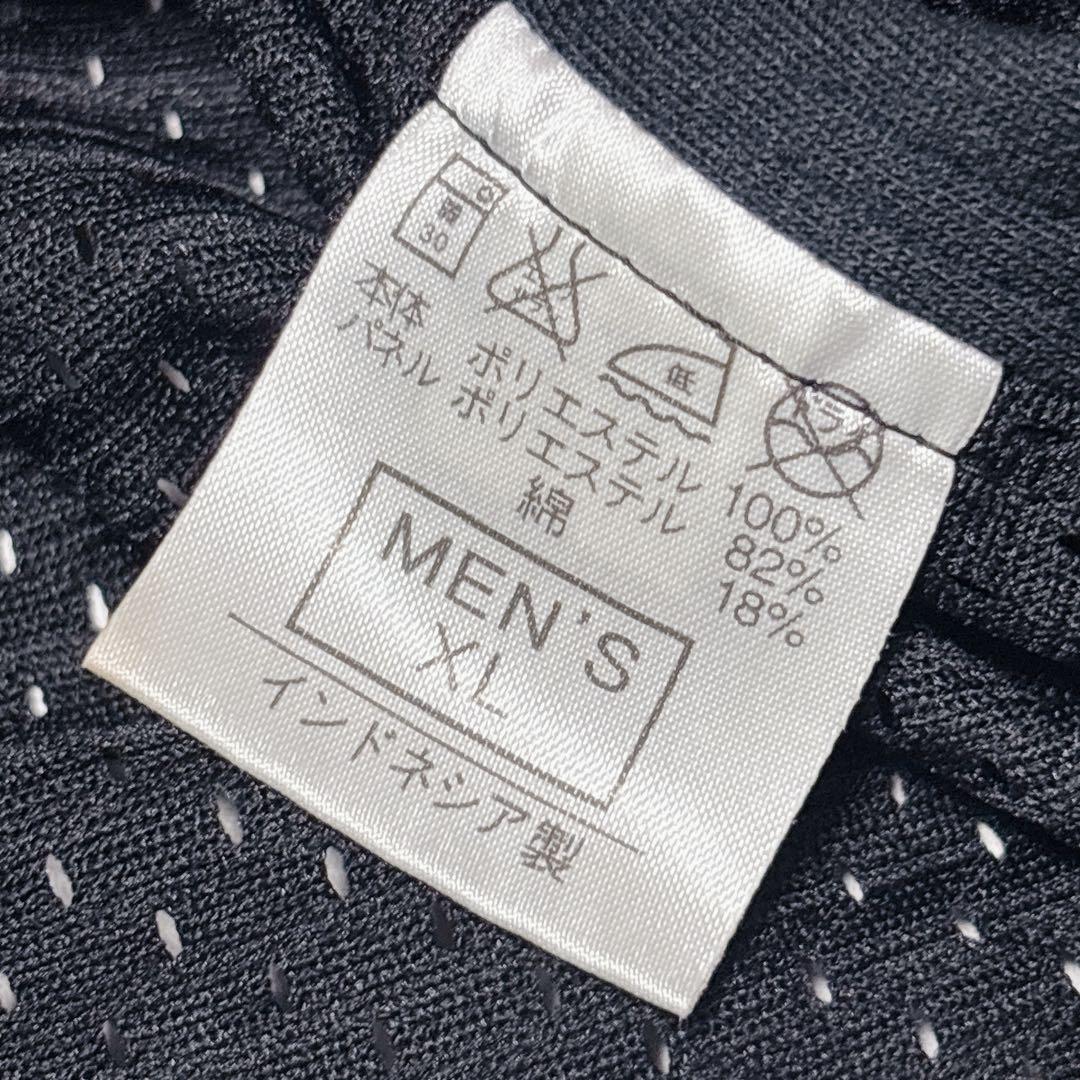 弱
30
低
ドライ
本体 ポリエステル 100%
パネル ポリエステル 82%
綿 18%
MEN'S
XL
インドネシア製